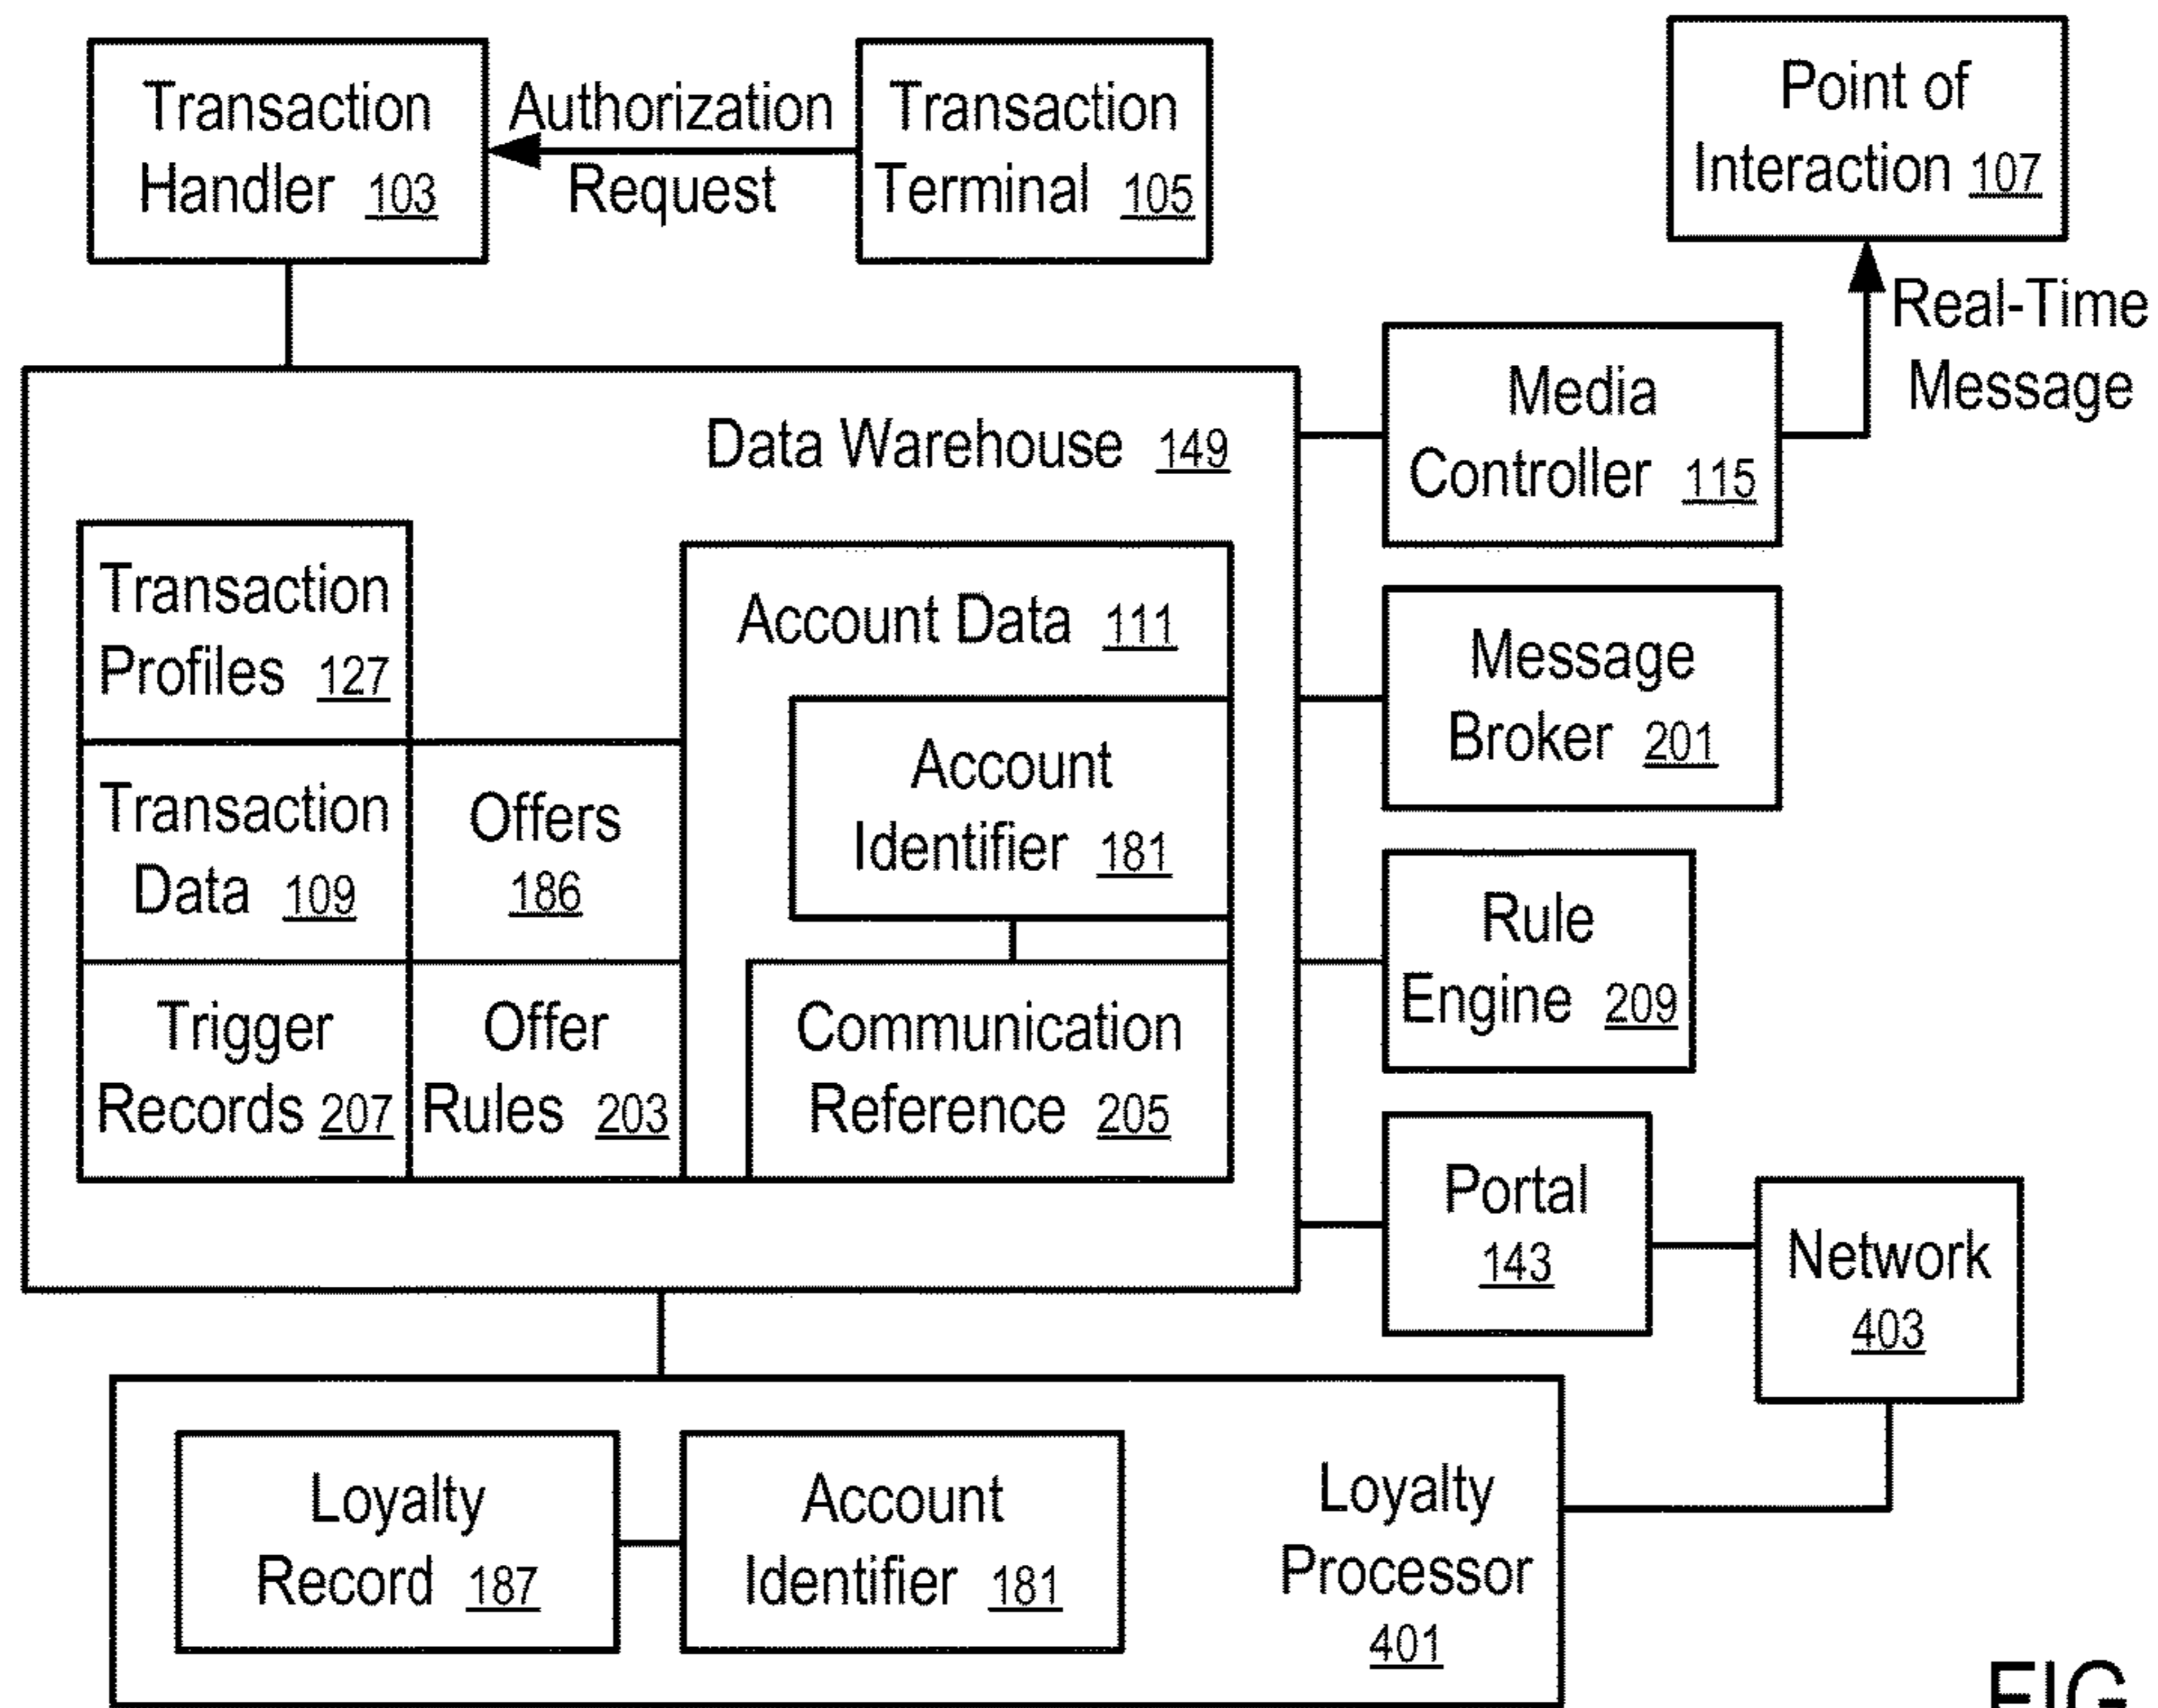 Transaction
Handler 103
Authorization
Request
Transaction
Terminal 105
Point of
Interaction 107
Real-Time
Message
Data Warehouse 149
Media
Controller 115
Transaction
Profiles 127
Account Data 111
Message
Broker 201
Account
Identifier 181
Transaction
Data 109
Offers
186
Rule
Engine 209
Trigger
Records 207
Offer
Rules 203
Communication
Reference 205
Portal
143
Network
403
Loyalty
Record 187
Account
Identifier 181
Loyalty
Processor
401
FIG